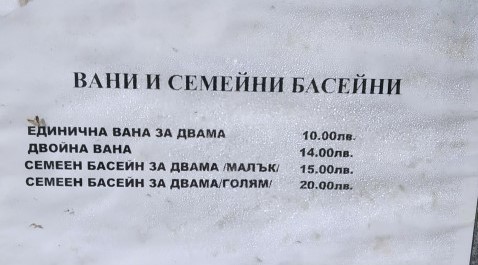 ВАНИ И СЕМЕЙНИ БАСЕЙНИ
ЕДИНИЧНА ВАНА ЗА ДВАМА 10.00лв.
ДВОЙНА ВАНА 14.00лв.
СЕМЕЕН БАСЕЙН ЗА ДВАМА /МАЛЪК/ 15.00лв.
СЕМЕЕН БАСЕЙН ЗА ДВАМА/ГОЛЯМ/ 20.00лв.